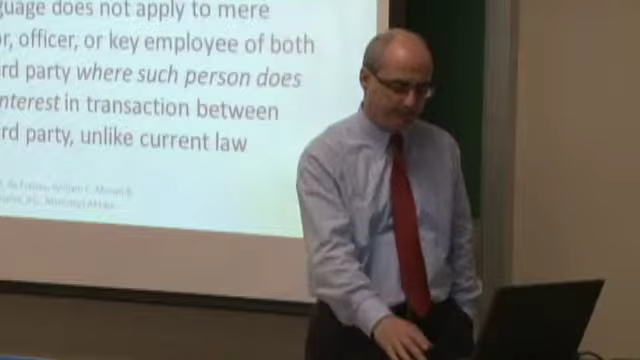 guage does not apply to mere
or, officer, or key employee of both
rd party where such person does
nterest in transaction between
rd party, unlike current law